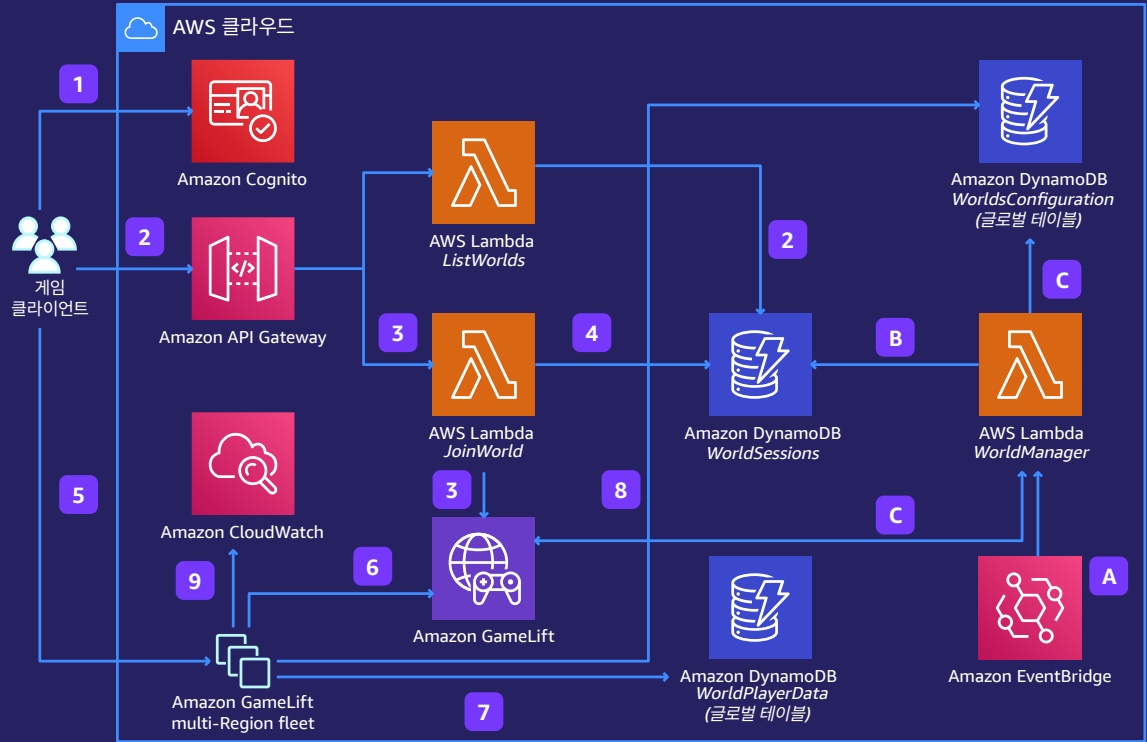 AWS 클라우드
1
Amazon Cognito
Amazon DynamoDB
WorldsConfiguration
(글로벌 테이블)
AWS Lambda
ListWorlds
2
게임
클라이언트
</>
Amazon API Gateway
2
3
4
B
C
AWS Lambda
JoinWorld
Amazon DynamoDB
WorldSessions
AWS Lambda
WorldManager
5
Amazon CloudWatch
3
8
C
9
6
Amazon GameLift
A
Amazon EventBridge
Amazon GameLift
multi-Region fleet
7
Amazon DynamoDB
WorldPlayerData
(글로벌 테이블)